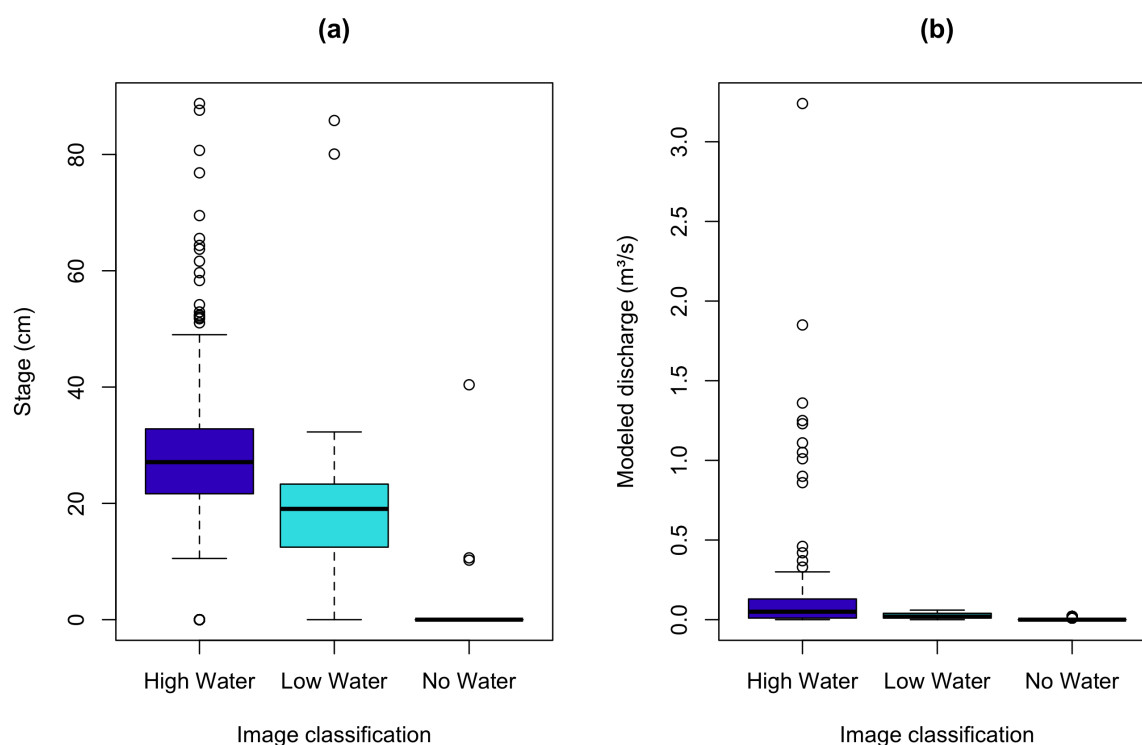 (a)
Stage (cm)
80
60
40
20
0
High Water Low Water No Water
Image classification
(b)
Modeled discharge (m³/s)
3.0
2.5
2.0
1.5
1.0
0.5
0.0
High Water Low Water No Water
Image classification